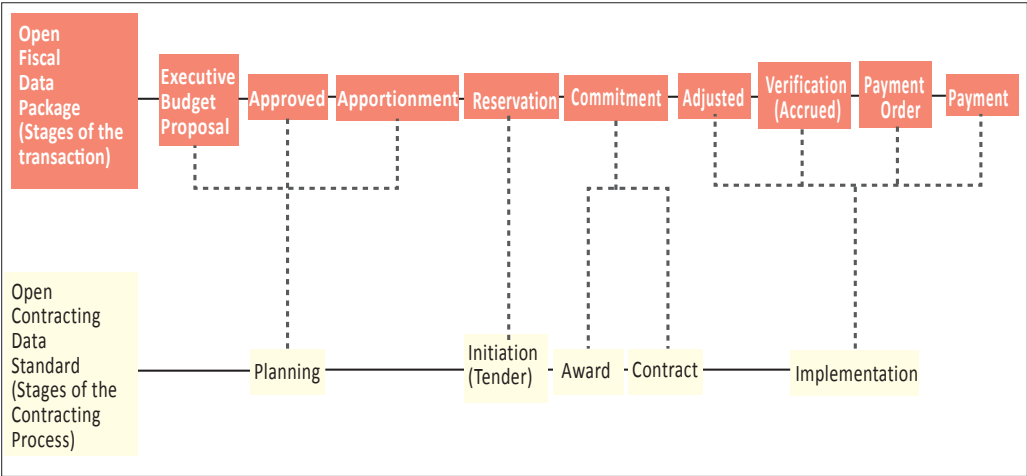 Open
Fiscal
Data
Package
(Stages of the
transaction)
Executive
Budget
Proposal
Approved
Apportionment
Reservation
Commitment
Adjusted
Verification
(Accrued)
Payment
Order
Payment
Open
Contracting
Data
Standard
(Stages of the
Contracting
Process)
Planning
Initiation
(Tender)
Award
Contract
Implementation